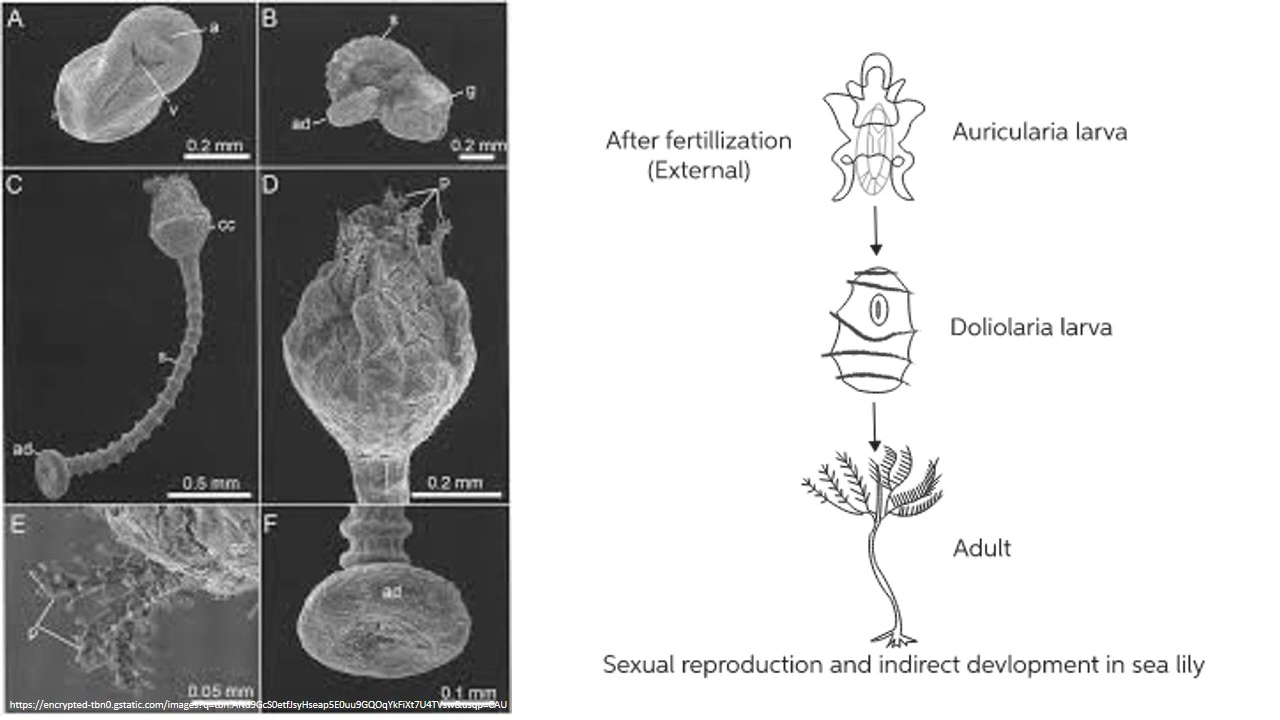 A
a
v
0.2 mm
B
s
g
ad
0.2 mm
C
cc
s
ad
0.5 mm
D
P
0.2 mm
E
p
0.05 mm
F
ad
0.1 mm
After fertillization
(External)
Auricularia larva
Doliolaria larva
Adult
Sexual reproduction and indirect devlopment in sea lily